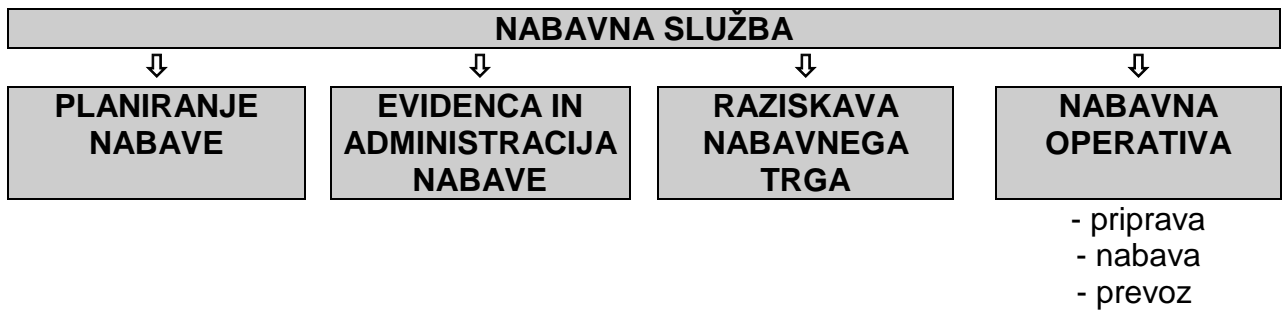 NABAVNA SLUŽBA
PLANIRANJE
NABAVE
EVIDENCA IN
ADMINISTRACIJA
NABAVE
RAZISKAVA
NABAVNEGA
TRGA
NABAVNA
OPERATIVA
- priprava
- nabava
- prevoz